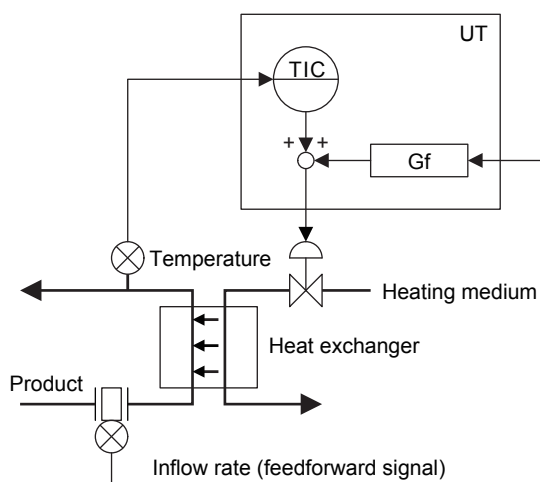 UT
TIC
+ +
Gf
Temperature
Heating medium
Heat exchanger
Product
Inflow rate (feedforward signal)